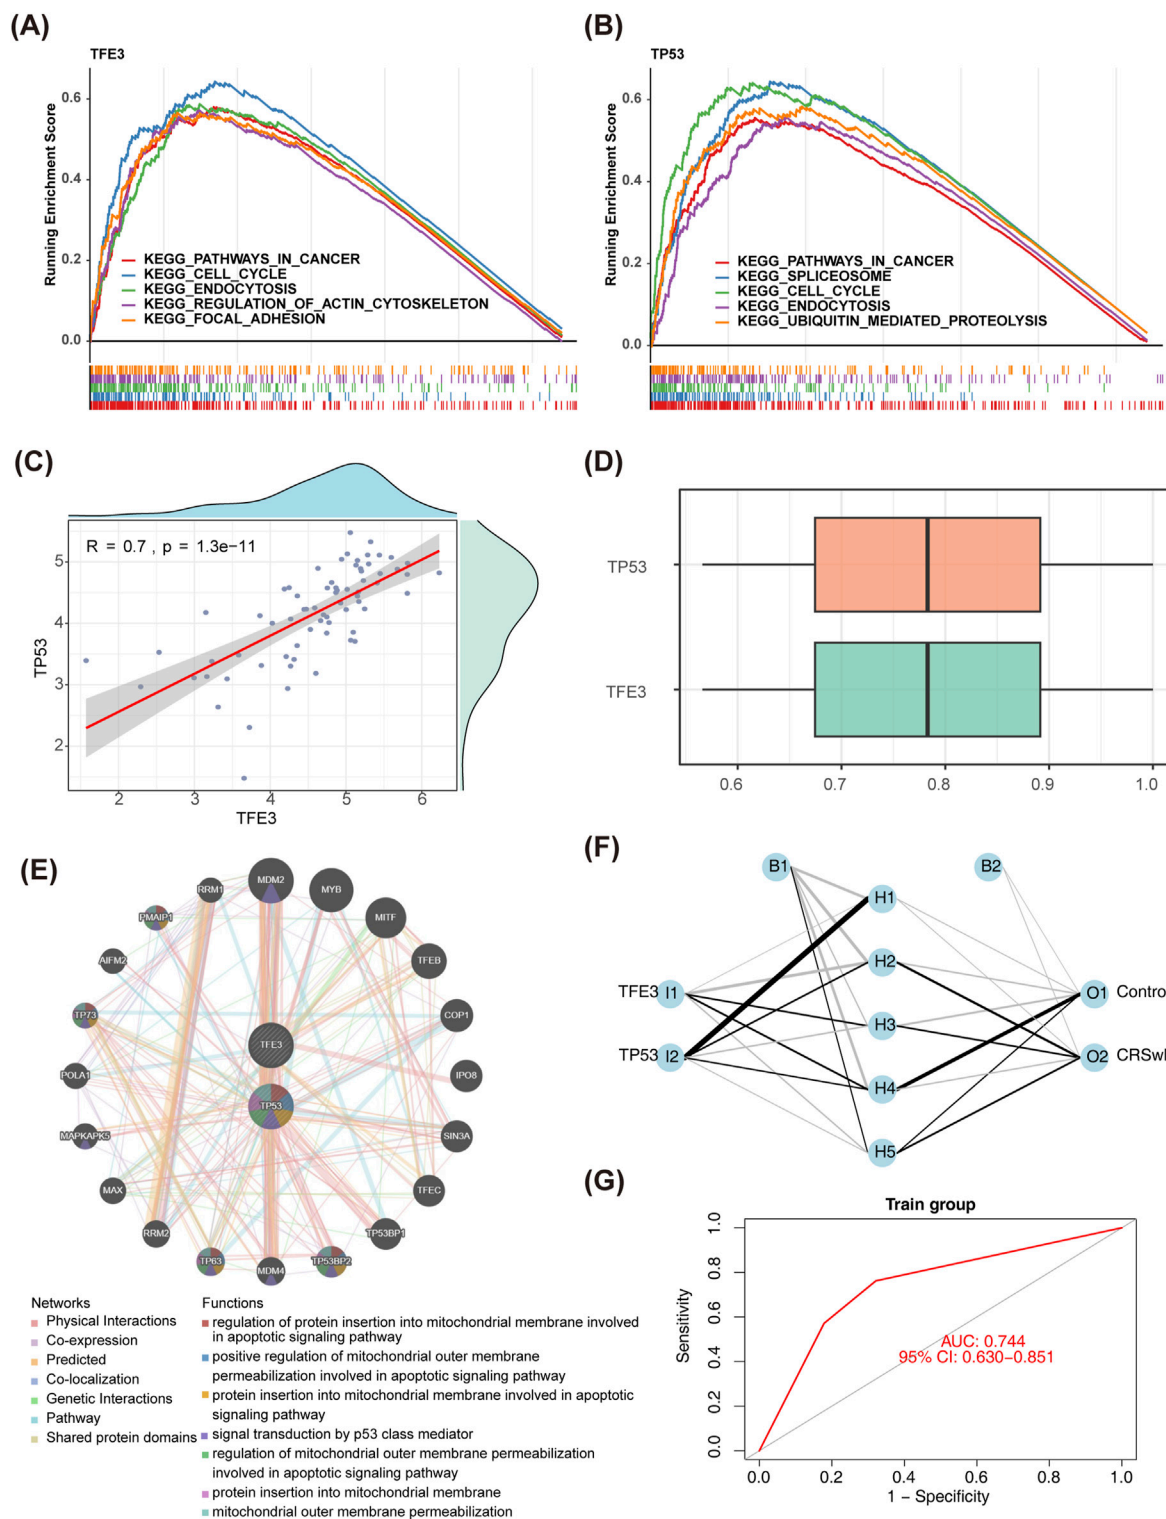 (A)
TFE3
Running Enrichment Score
0.6
0.4
0.2
0.0
KEGG_PATHWAYS_IN_CANCER
KEGG_CELL_CYCLE
KEGG_ENDOCYTOSIS
KEGG_REGULATION_OF_ACTIN_CYTOSKELETON
KEGG_FOCAL_ADHESION
(B)
TP53
Running Enrichment Score
0.6
0.4
0.2
0.0
KEGG_PATHWAYS_IN_CANCER
KEGG_SPLICEOSOME
KEGG_CELL_CYCLE
KEGG_ENDOCYTOSIS
KEGG_UBIQUITIN_MEDIATED_PROTEOLYSIS
(C)
R = 0.7 , p = 1.3e−11
TP53
5
4
3
2
2 3 4 5 6
TFE3
(D)
TP53
TFE3
0.6 0.7 0.8 0.9 1.0
(E)
MDM2
MYB
MITF
TFEB
COP1
IPO8
SIN3A
TFEC
TP53BP1
TP53BP2
MDM4
TP63
RRM2
MAX
MAPKAPK5
POLA1
TP73
AIFM2
PMAIP1
RRM1
TFE3
TP53
Networks
Physical Interactions
Co-expression
Predicted
Co-localization
Genetic Interactions
Pathway
Shared protein domains
Functions
regulation of protein insertion into mitochondrial membrane involved
in apoptotic signaling pathway
positive regulation of mitochondrial outer membrane
permeabilization involved in apoptotic signaling pathway
protein insertion into mitochondrial membrane involved in apoptotic
signaling pathway
signal transduction by p53 class mediator
regulation of mitochondrial outer membrane permeabilization
involved in apoptotic signaling pathway
protein insertion into mitochondrial membrane
mitochondrial outer membrane permeabilization
(F)
B1
B2
H1
H2
H3
H4
H5
TFE3 I1
TP53 I2
O1 Contro
O2 CRSw
(G)
Train group
Sensitivity
1.0
0.8
0.6
0.4
0.2
0.0
AUC: 0.744
95% CI: 0.630−0.851
0.0 0.2 0.4 0.6 0.8 1.0
1 − Specificity